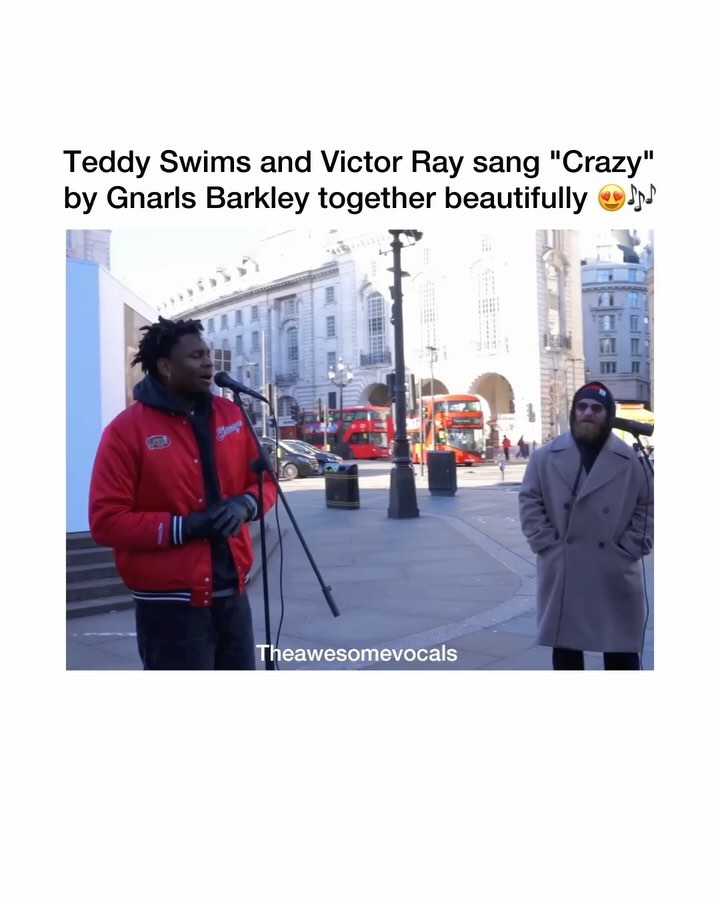 Teddy Swims and Victor Ray sang "Crazy"
by Gnarls Barkley together beautifully 😍🎶
Theawesomevocals